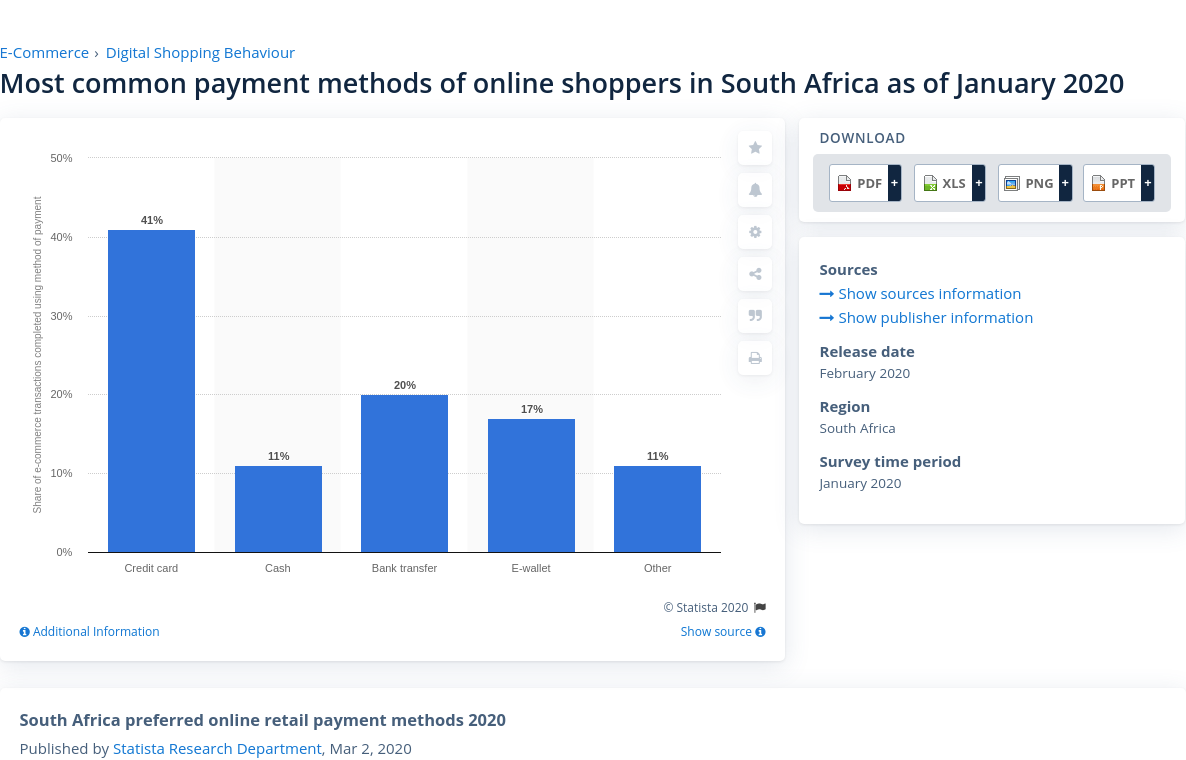 E-Commerce › Digital Shopping Behaviour
Most common payment methods of online shoppers in South Africa as of January 2020
Share of e-commerce transactions completed using method of payment
50%
40%
30%
20%
10%
0%
41%
11%
20%
17%
11%
Credit card
Cash
Bank transfer
E-wallet
Other
© Statista 2020
Additional Information
Show source
DOWNLOAD
PDF + XLS + PNG + PPT +
Sources
Show sources information
Show publisher information
Release date
February 2020
Region
South Africa
Survey time period
January 2020
South Africa preferred online retail payment methods 2020
Published by Statista Research Department, Mar 2, 2020